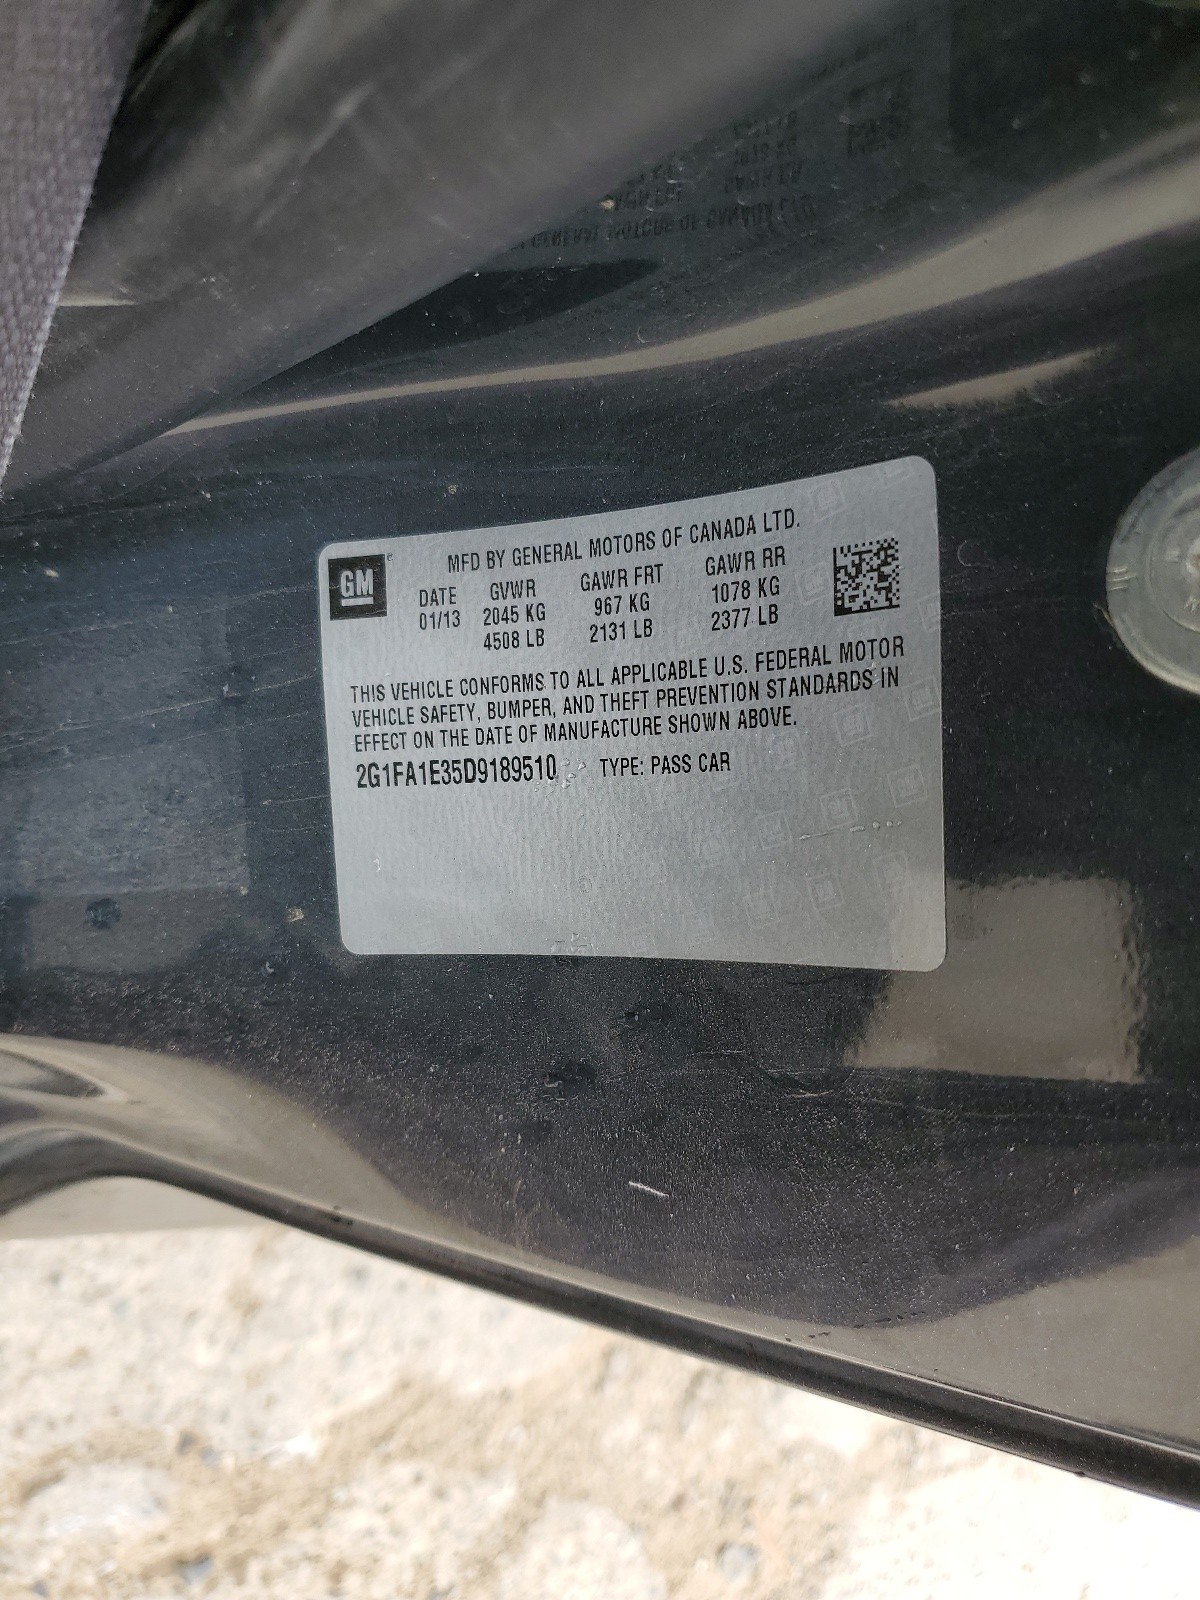 GM
MFD BY GENERAL MOTORS OF CANADA LTD.
DATE GVWR GAWR FRT GAWR RR
01/13 2045 KG 967 KG 1078 KG
4508 LB 2131 LB 2377 LB
THIS VEHICLE CONFORMS TO ALL APPLICABLE U.S. FEDERAL MOTOR
VEHICLE SAFETY, BUMPER, AND THEFT PREVENTION STANDARDS IN
EFFECT ON THE DATE OF MANUFACTURE SHOWN ABOVE.
2G1FA1E35D9189510 TYPE: PASS CAR